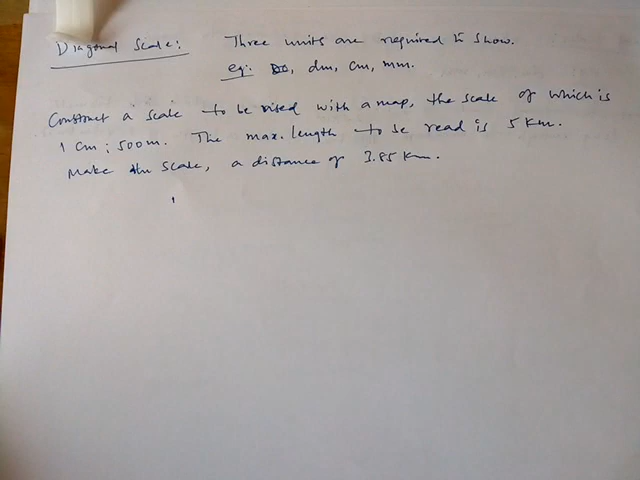 Diagonal Scale: Three units are required to show.
eg: dm, cm, mm.
Construct a scale to be used with a map, the scale of which is
1 cm : 500m. The max. length to be read is 5 Km.
Make the scale, a distance of 3.85 Km.